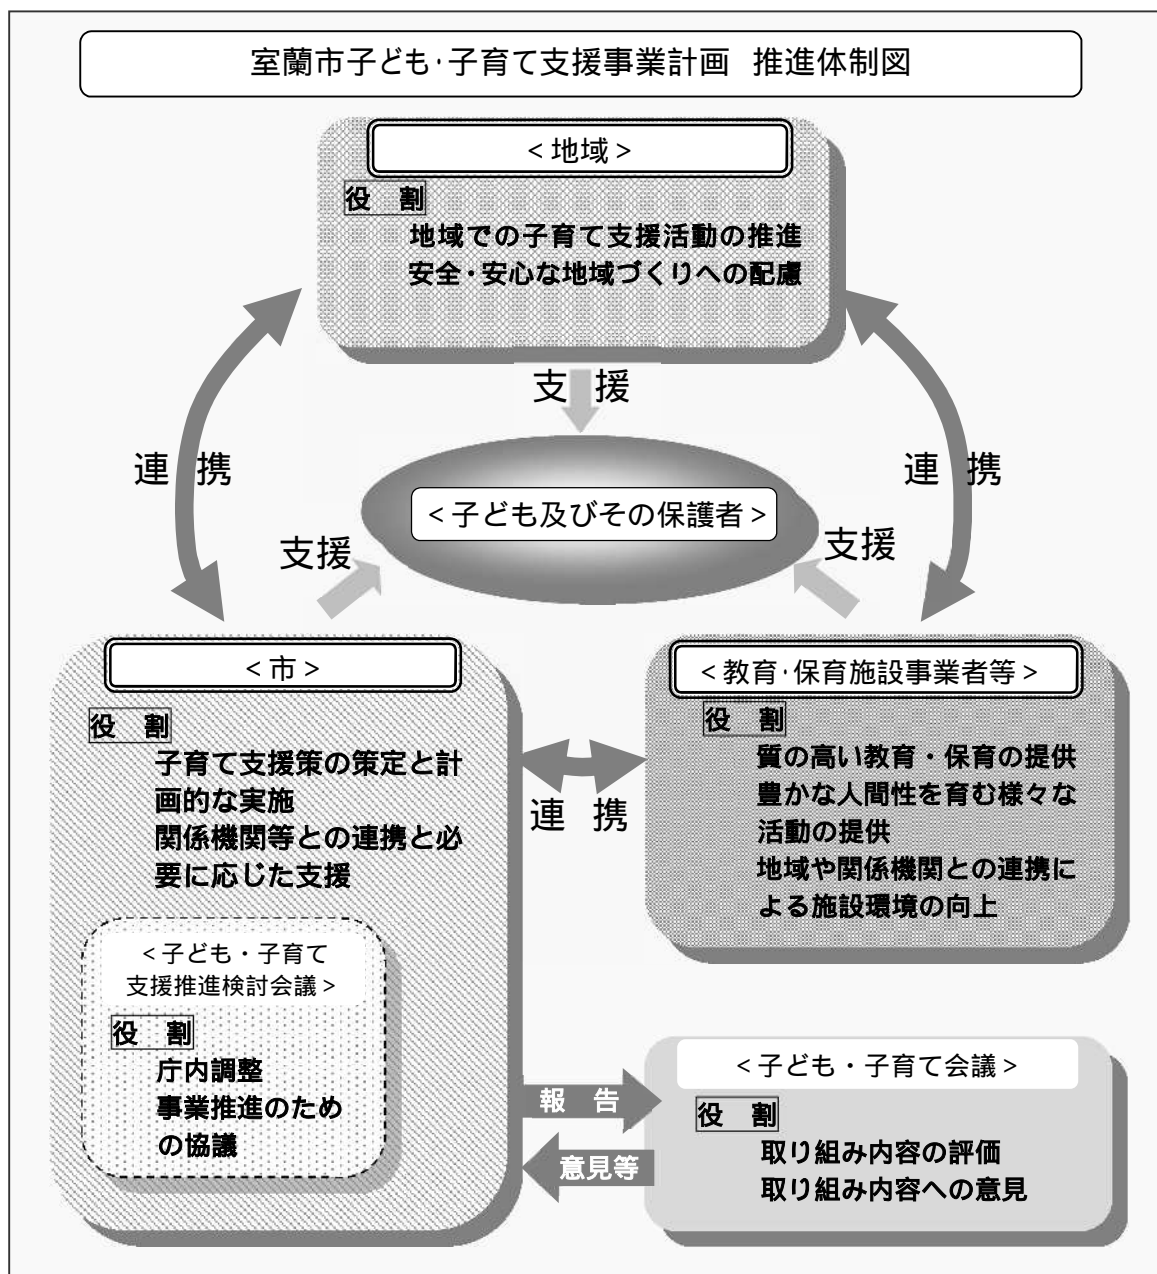 室蘭市子ども・子育て支援事業計画 推進体制図
<地域>
役 割
地域での子育て支援活動の推進
安全・安心な地域づくりへの配慮
支 援
連 携
連 携
<子ども及びその保護者>
支援
支援
<市>
役 割
子育て支援策の策定と計
画的な実施
関係機関等との連携と必
要に応じた支援
連 携
<教育・保育施設事業者等>
役 割
質の高い教育・保育の提供
豊かな人間性を育む様々な
活動の提供
地域や関係機関との連携に
よる施設環境の向上
<子ども・子育て
支援推進検討会議>
役 割
庁内調整
事業推進のため
の協議
報 告
意見等
<子ども・子育て会議>
役 割
取り組み内容の評価
取り組み内容への意見